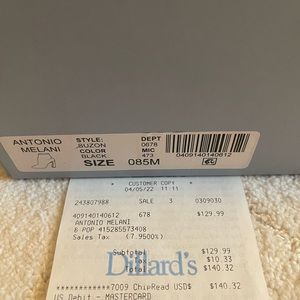 ANTONIO
MELANI
STYLE:
BUZON
COLOR
BLACK
DEPT
0678
MIC
473
SIZE 085M
0409140140612
CUSTOMER COPY
04/05/22 11:11
243807988 SALE 3 0309030
409140140612 678 $129.99
ANTONIO MELANI
& POP 415285573408
Sales Tax (7.9500%)
Subtotal $129.99
Tax $10.33
Total $140.32
Dillard's
************7009 ChipRead USD$ 140.32
US Debit - MASTERCARD